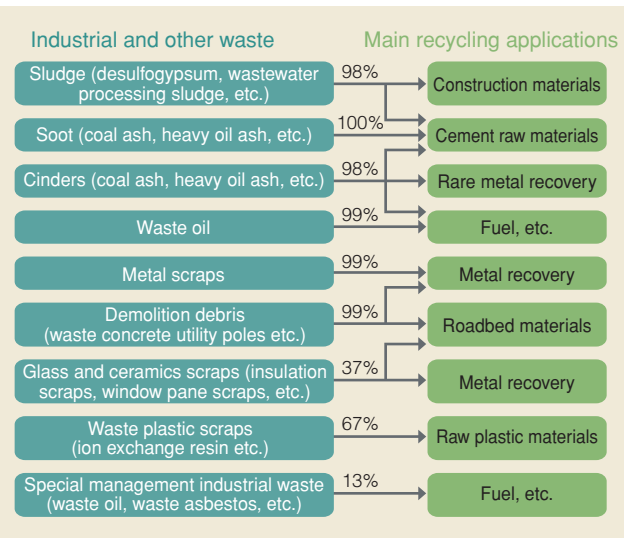 Industrial and other waste
Main recycling applications
Sludge (desulfogypsum, wastewater
processing sludge, etc.)
98%
Construction materials
Soot (coal ash, heavy oil ash, etc.)
100%
Cement raw materials
Cinders (coal ash, heavy oil ash, etc.)
98%
Rare metal recovery
Waste oil
99%
Fuel, etc.
Metal scraps
99%
Metal recovery
Demolition debris
(waste concrete utility poles etc.)
99%
Roadbed materials
Glass and ceramics scraps (insulation
scraps, window pane scraps, etc.)
37%
Metal recovery
Waste plastic scraps
(ion exchange resin etc.)
67%
Raw plastic materials
Special management industrial waste
(waste oil, waste asbestos, etc.)
13%
Fuel, etc.